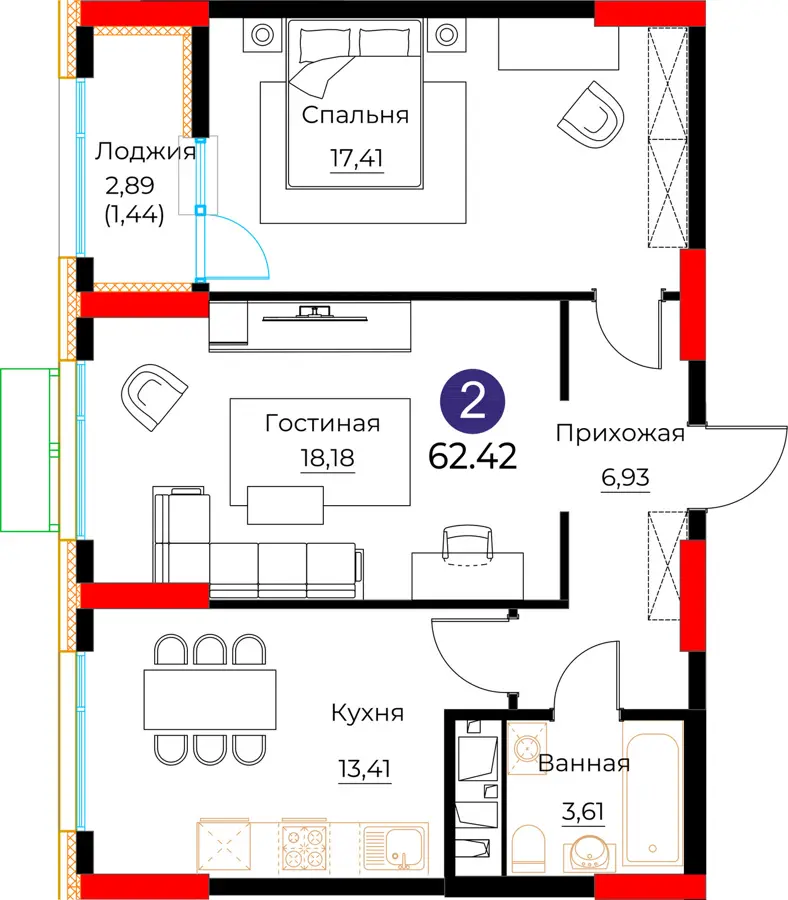 Спальня
17,41
Лоджия
2,89
(1,44)
2
62.42
Гостиная
18,18
Прихожая
6,93
Кухня
13,41
Ванная
3,61